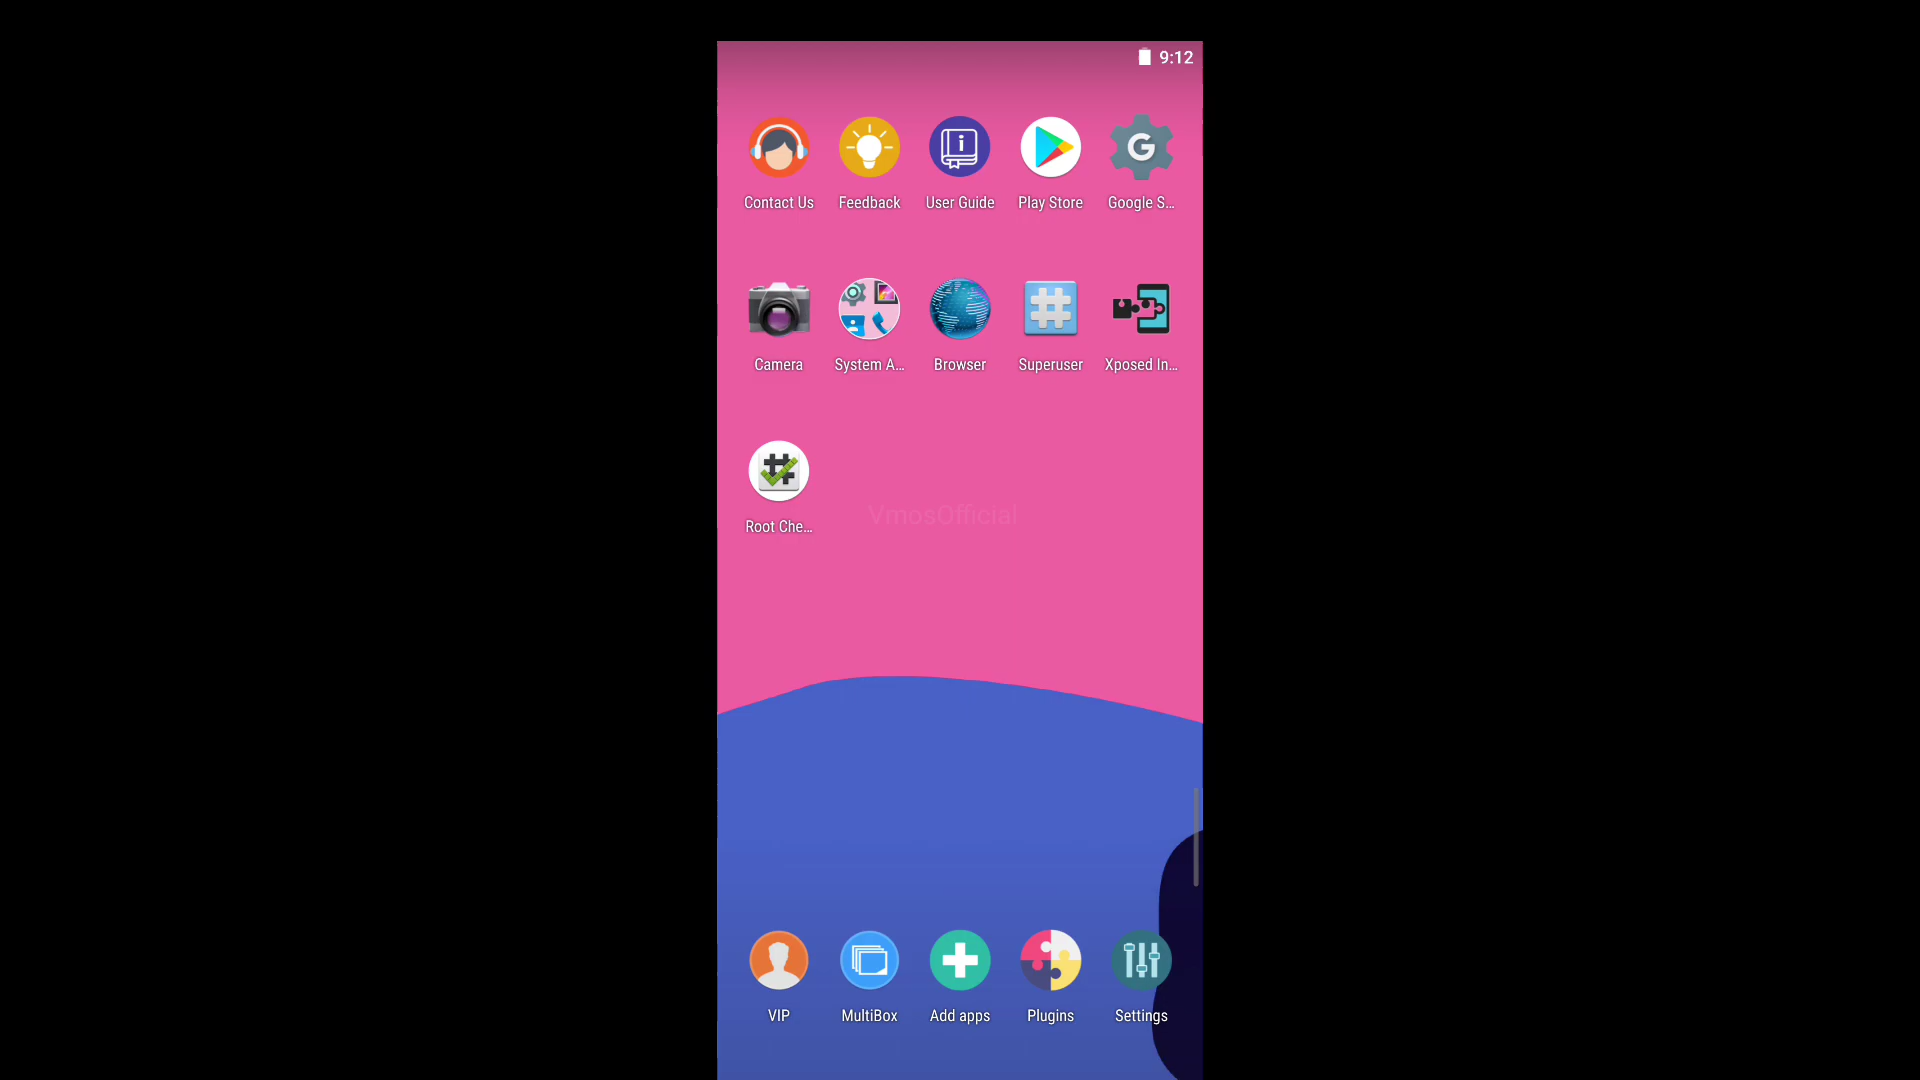 9:12
Contact Us Feedback User Guide Play Store Google S...
Camera System A... Browser Superuser Xposed In...
Root Che...
VmosOfficial
VIP MultiBox Add apps Plugins Settings